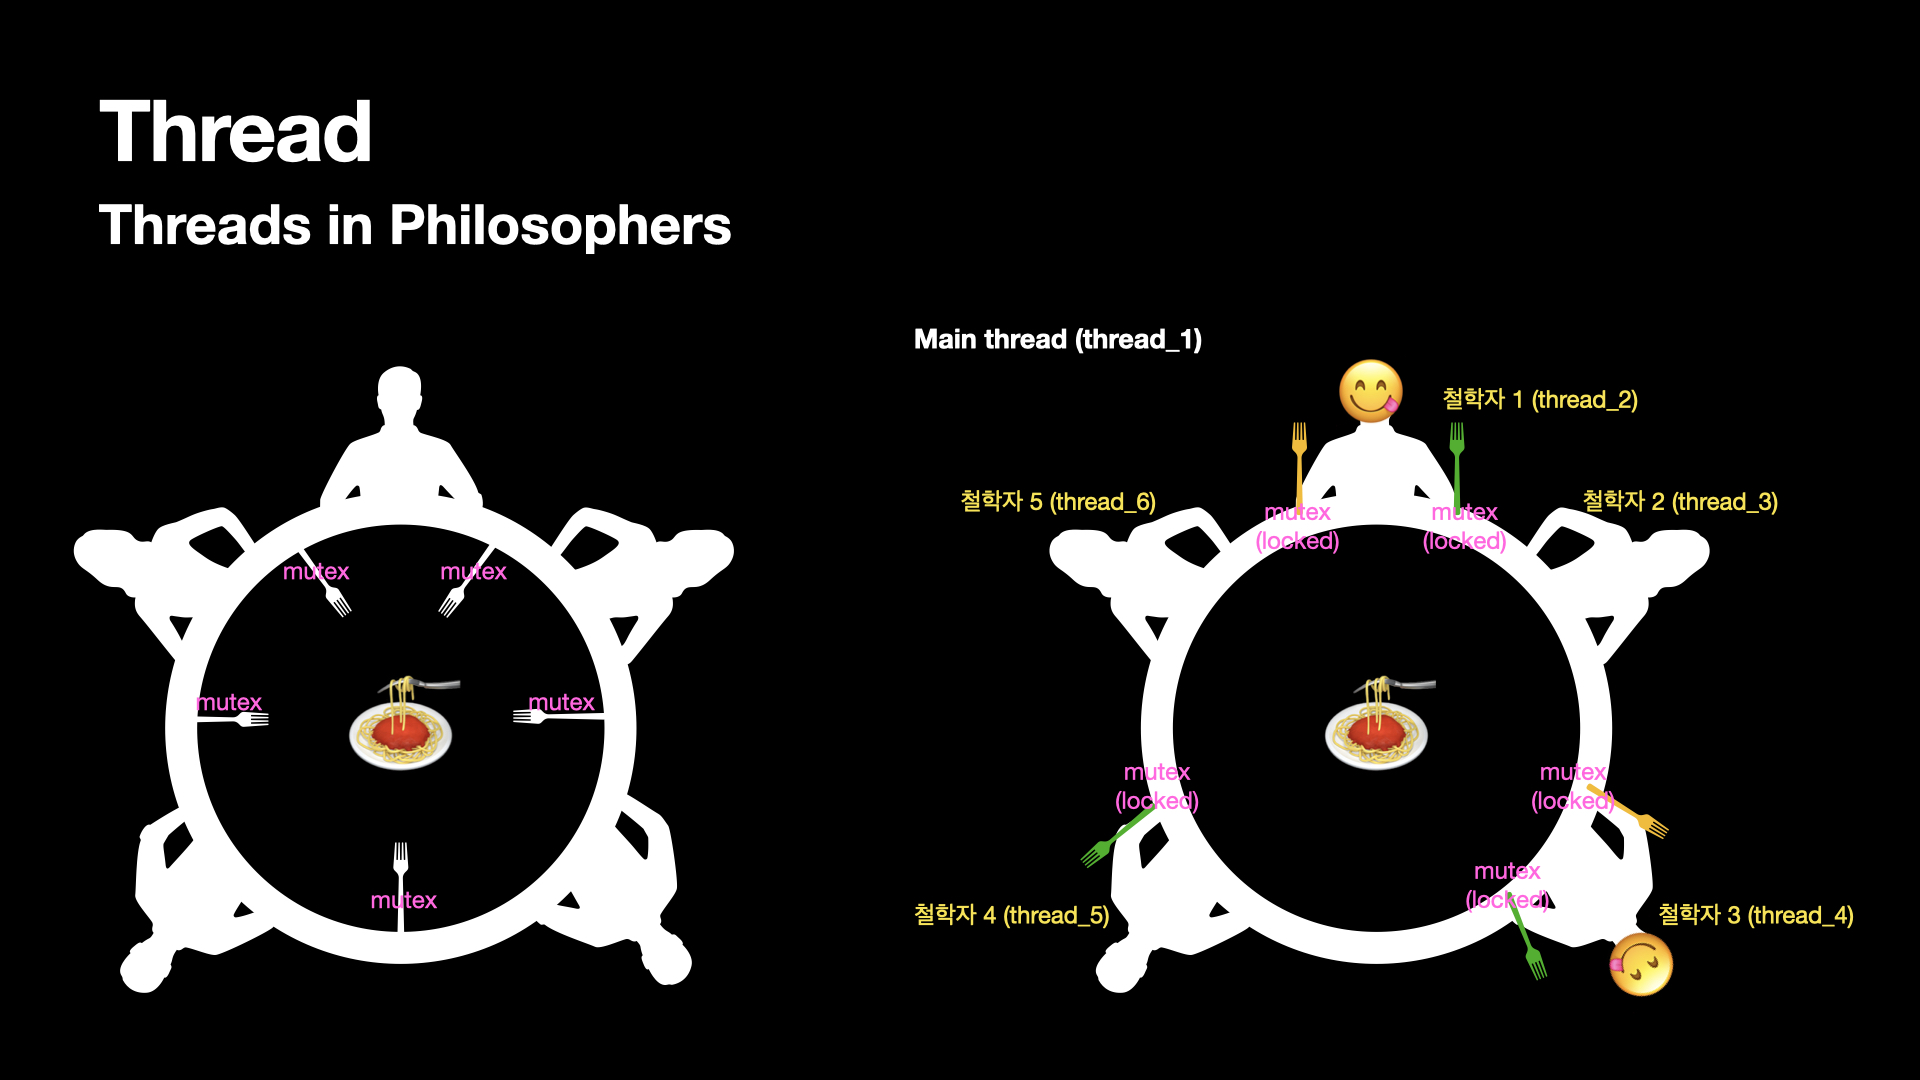 Thread
Threads in Philosophers
mutex
mutex
mutex
mutex
mutex
Main thread (thread_1)
철학자 1 (thread_2)
철학자 5 (thread_6)
철학자 2 (thread_3)
mutex
(locked)
mutex
(locked)
mutex
(locked)
mutex
(locked)
mutex
(locked)
철학자 4 (thread_5)
철학자 3 (thread_4)